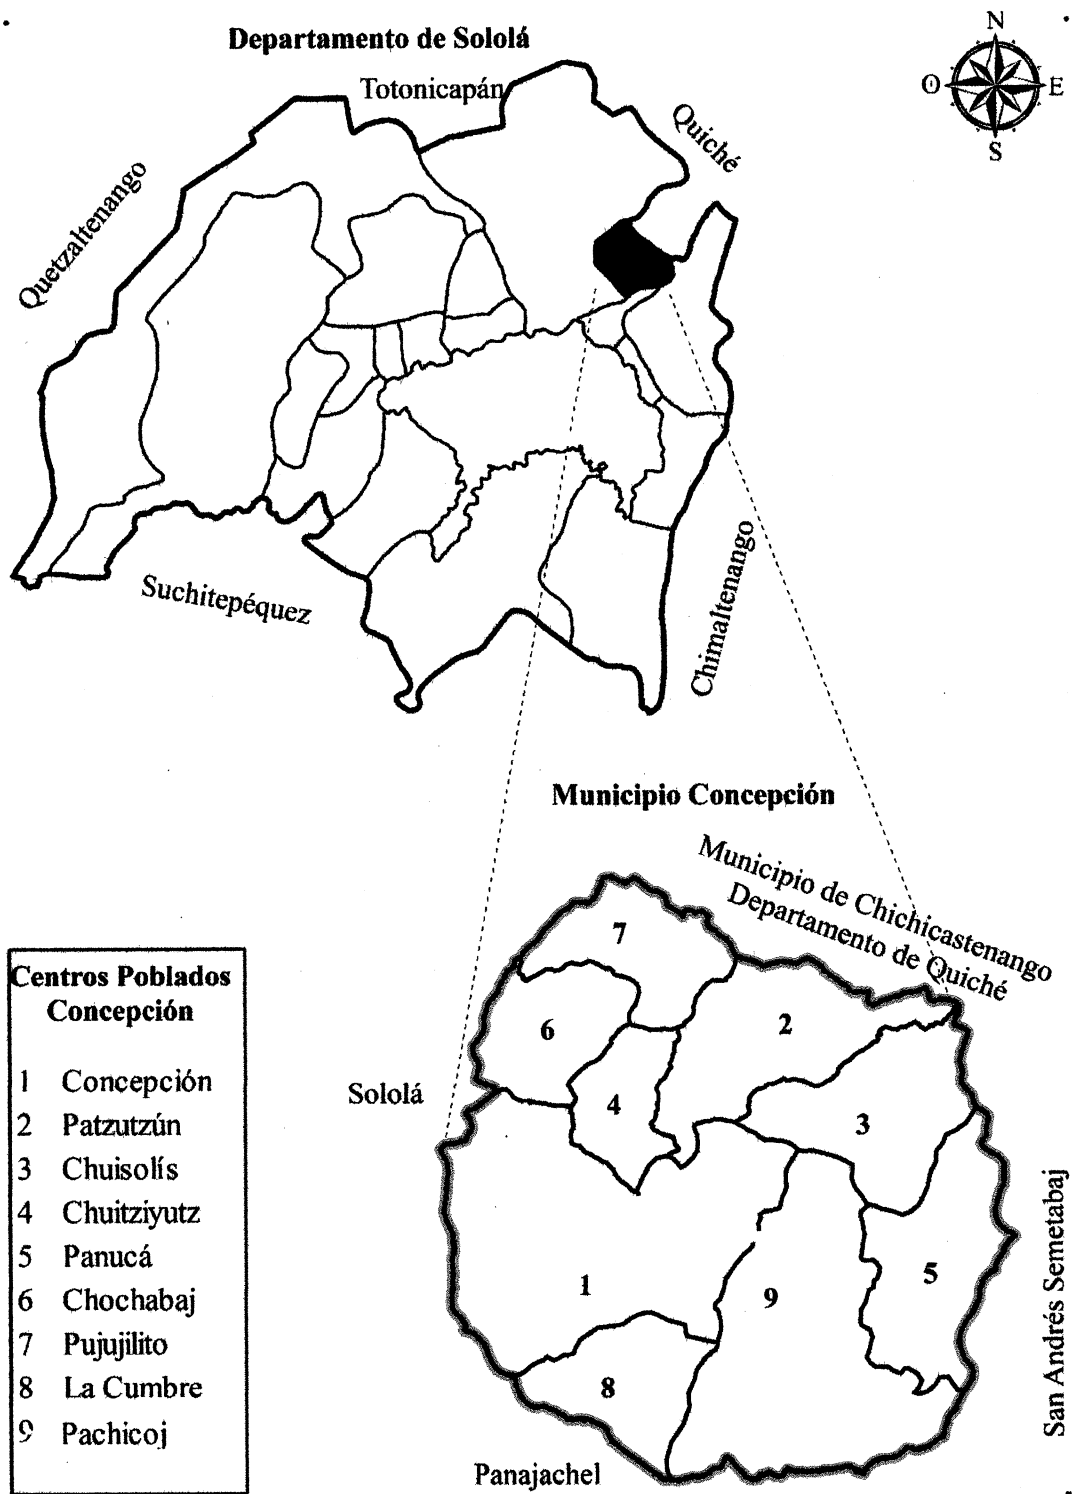 Departamento de Sololá
Totonicapán
Quiché
Quetzaltenango
N
O
E
S
Suchitepéquez
Chimaltenango
Municipio Concepción
Municipio de Chichicastenango
Departamento de Quiché
Centros Poblados
Concepción
1 Concepción
2 Patzutzún
3 Chuisolís
4 Chuitziyutz
5 Panucá
6 Chochabaj
7 Pujujilito
8 La Cumbre
9 Pachicoj
Sololá
7
6
2
4
3
1
9
5
8
San Andrés Semetabaj
Panajachel